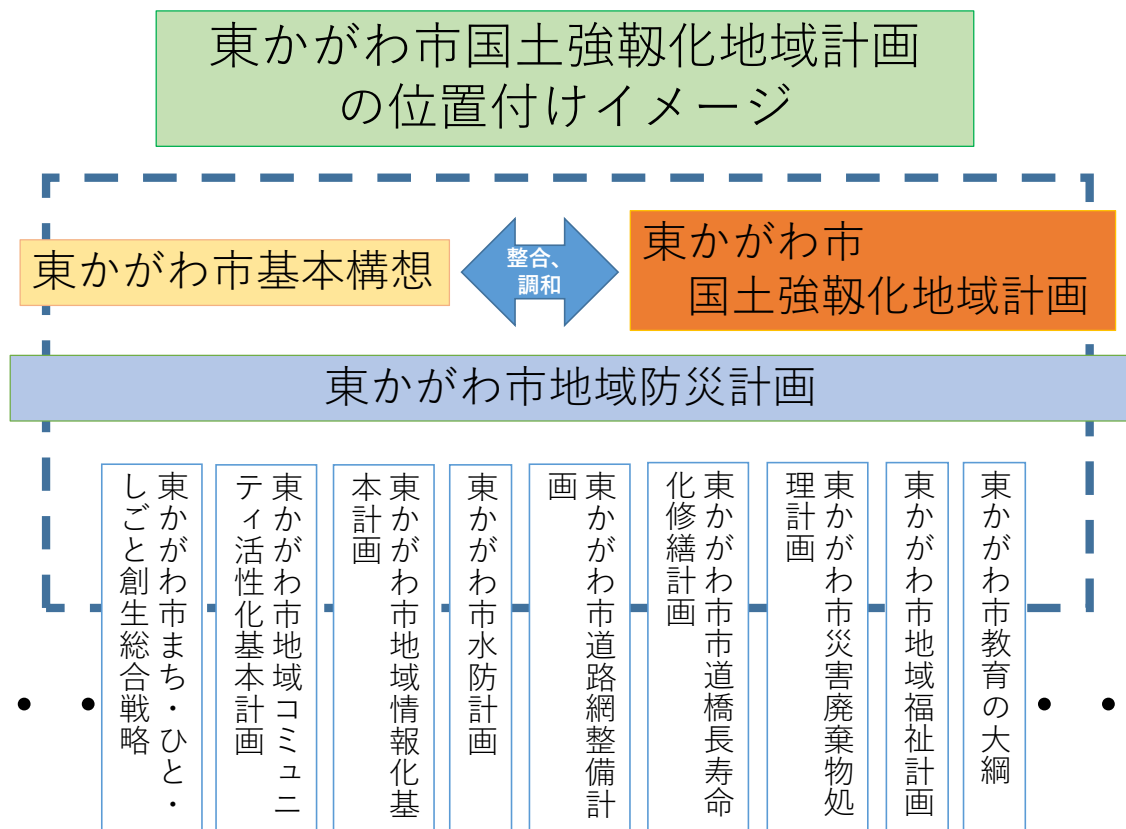 東かがわ市国土強靱化地域計画
の位置付けイメージ
東かがわ市基本構想
整合、
調和
東かがわ市
国土強靱化地域計画
東かがわ市地域防災計画
東かがわ市まち・ひと・
しごと創生総合戦略
東かがわ市地域コミュニ
ティ活性化基本計画
東かがわ市地域情報化基
本計画
東かがわ市水防計画
東かがわ市道路網整備計
画
東かがわ市市道橋長寿命
化修繕計画
東かがわ市災害廃棄物処
理計画
東かがわ市地域福祉計画
東かがわ市教育の大綱